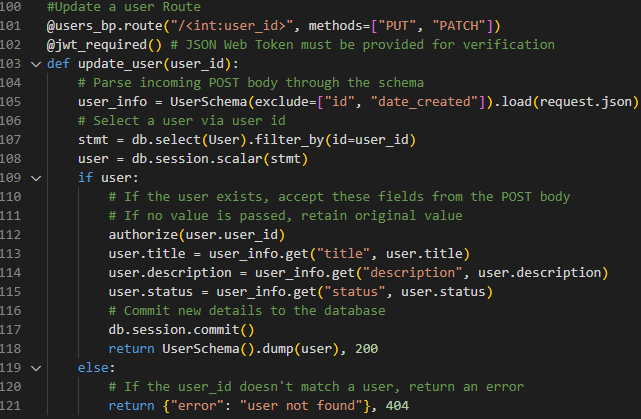 100 #Update a user Route
101 @users_bp.route("/<int:user_id>", methods=["PUT", "PATCH"])
102 @jwt_required() # JSON Web Token must be provided for verification
103 def update_user(user_id):
104     # Parse incoming POST body through the schema
105     user_info = UserSchema(exclude=["id", "date_created"]).load(request.json)
106     # Select a user via user id
107     stmt = db.select(User).filter_by(id=user_id)
108     user = db.session.scalar(stmt)
109     if user:
110         # If the user exists, accept these fields from the POST body
111         # If no value is passed, retain original value
112         authorize(user.user_id)
113         user.title = user_info.get("title", user.title)
114         user.description = user_info.get("description", user.description)
115         user.status = user_info.get("status", user.status)
116         # Commit new details to the database
117         db.session.commit()
118         return UserSchema().dump(user), 200
119     else:
120         # If the user_id doesn't match a user, return an error
121         return {"error": "user not found"}, 404